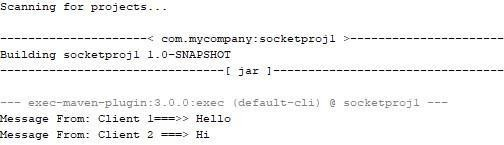 Scanning for projects...
---------------------< com.mycompany:socketproj1 >----------------------
Building socketproj1 1.0-SNAPSHOT
--------------------------------[ jar ]---------------------------------
--- exec-maven-plugin:3.0.0:exec (default-cli) @ socketproj1 ---
Message From: Client 1===>> Hello
Message From: Client 2 ===> Hi